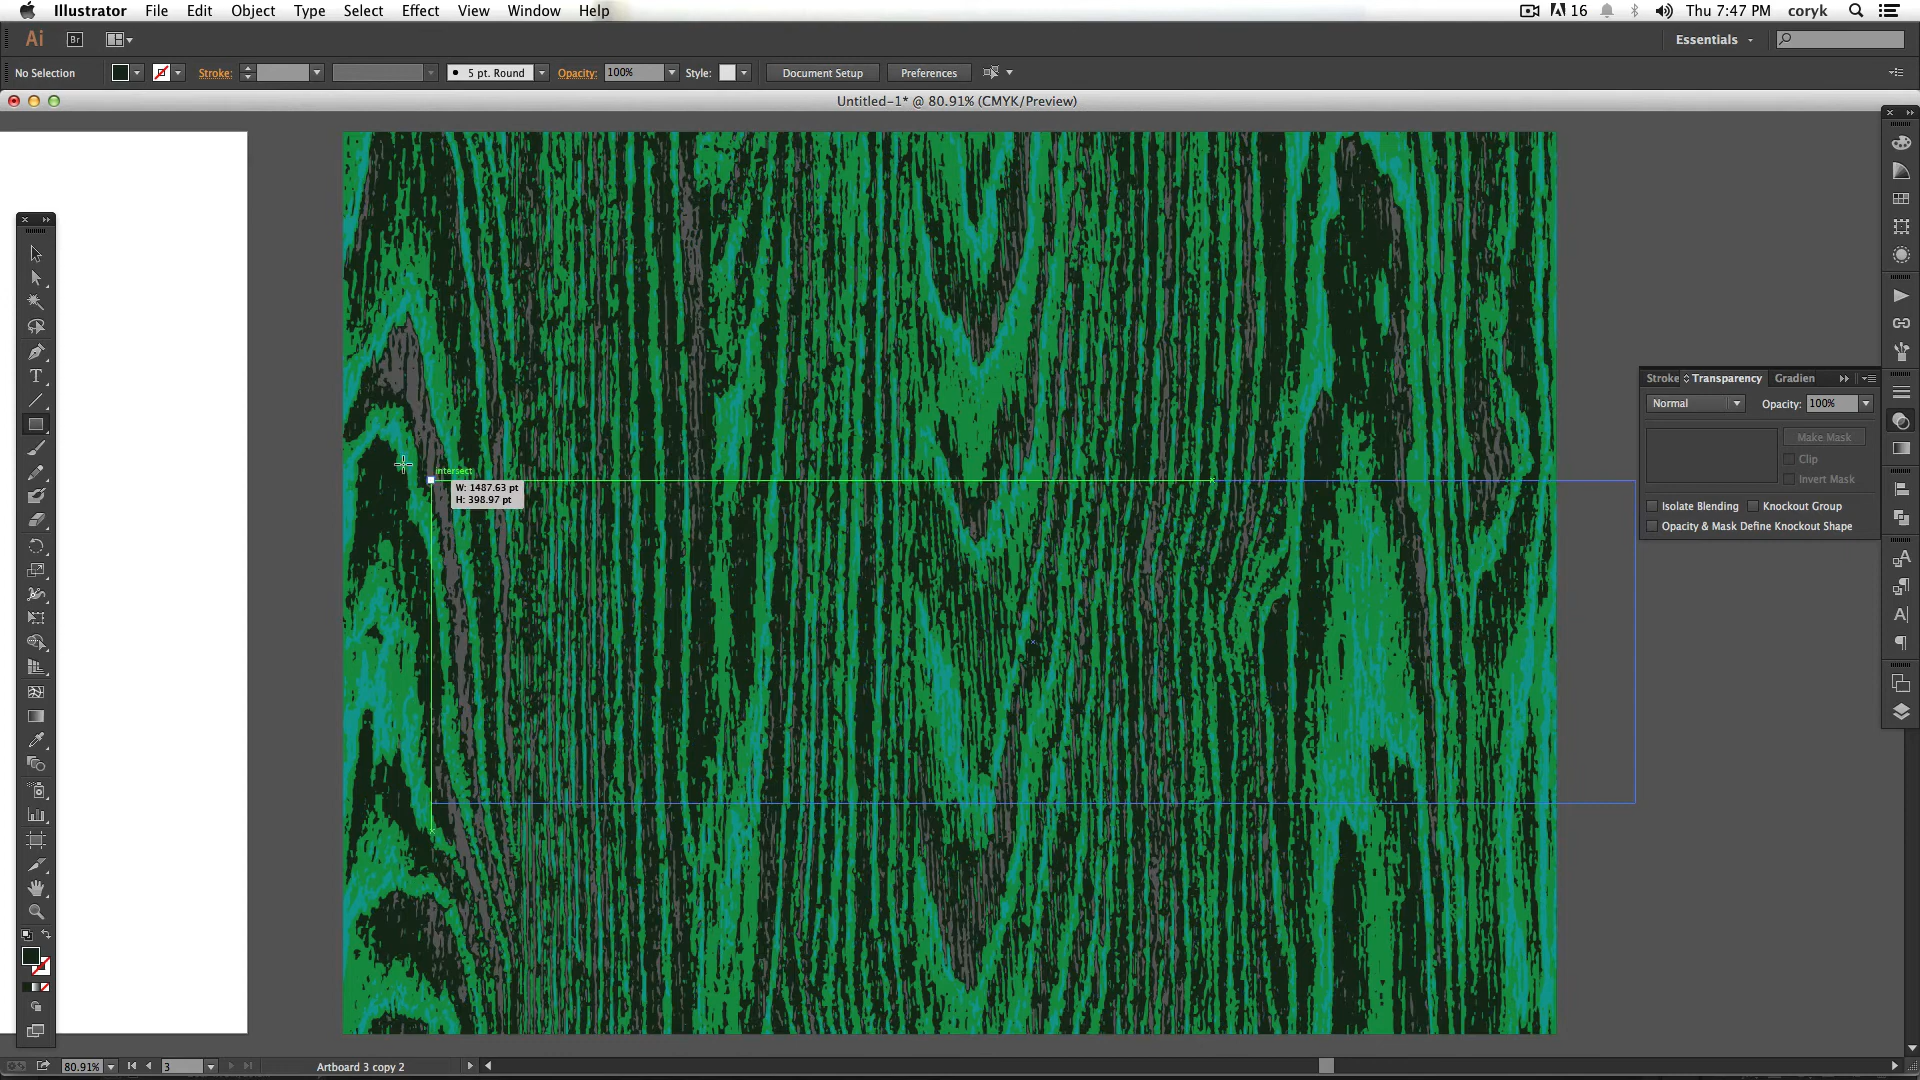 Illustrator File Edit Object Type Select Effect View Window Help
16 Thu 7:47 PM coryk
Ai Br Essentials
No Selection Stroke: 5 pt. Round Opacity: 100% Style: Document Setup Preferences
Untitled-1* @ 80.91% (CMYK/Preview)
Stroke Transparency Gradien
Normal Opacity: 100%
Make Mask
Clip
Invert Mask
Isolate Blending Knockout Group
Opacity & Mask Define Knockout Shape
intersect
W: 1487.63 pt
H: 398.97 pt
80.91% 3 Artboard 3 copy 2